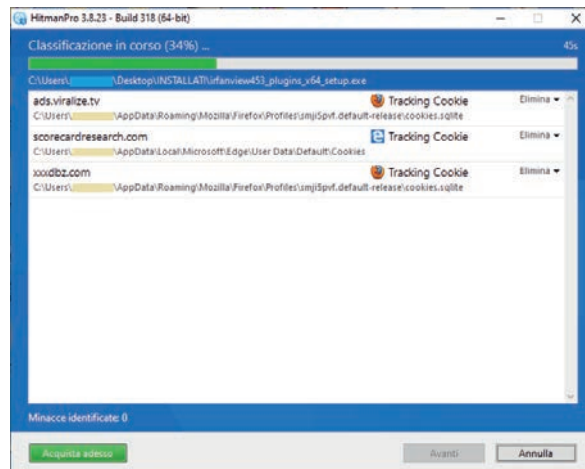 HitmanPro 3.8.23 - Build 318 (64-bit)
Classificazione in corso (34%) ... 45s
C:\Users\ \Desktop\INSTALLATI\irfanview453_plugins_x64_setup.exe
ads.viralize.tv Tracking Cookie Elimina
C:\Users\ \AppData\Roaming\Mozilla\Firefox\Profiles\smji5pvf.default-release\cookies.sqlite
scorecardresearch.com Tracking Cookie Elimina
C:\Users\ \AppData\Local\Microsoft\Edge\User Data\Default\Cookies
xxxdbz.com Tracking Cookie Elimina
C:\Users\ \AppData\Roaming\Mozilla\Firefox\Profiles\smji5pvf.default-release\cookies.sqlite
Minacce identificate: 0
Acquista adesso Avanti Annulla